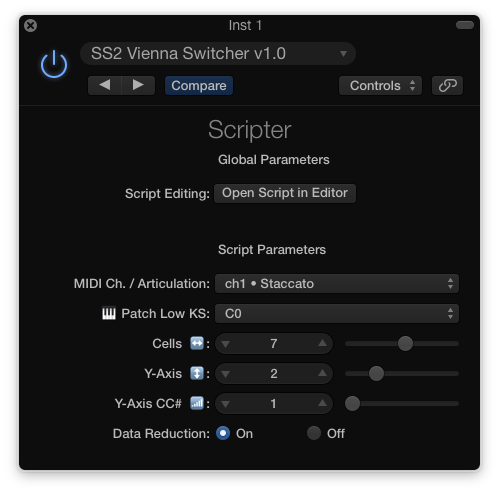 Inst 1
SS2 Vienna Switcher v1.0
Compare
Controls
Scripter
Global Parameters
Script Editing: Open Script in Editor
Script Parameters
MIDI Ch. / Articulation: ch1 • Staccato
🎹 Patch Low KS: C0
Cells ↔️: 7
Y-Axis ↕️: 2
Y-Axis CC# 📶: 1
Data Reduction: On Off